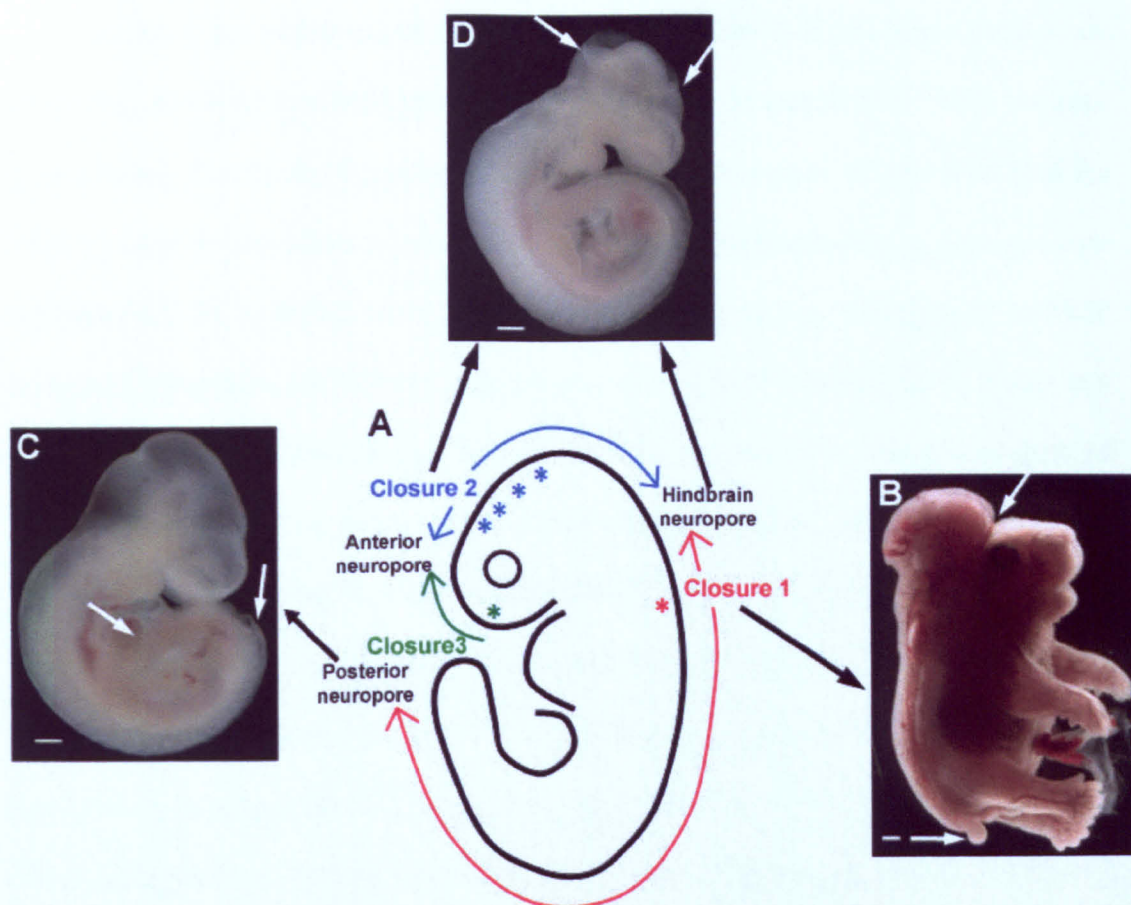 D
A
C
Closure 2
Hindbrain
neuropore
B
Anterior
neuropore
Closure 1
Closure3
Posterior
neuropore